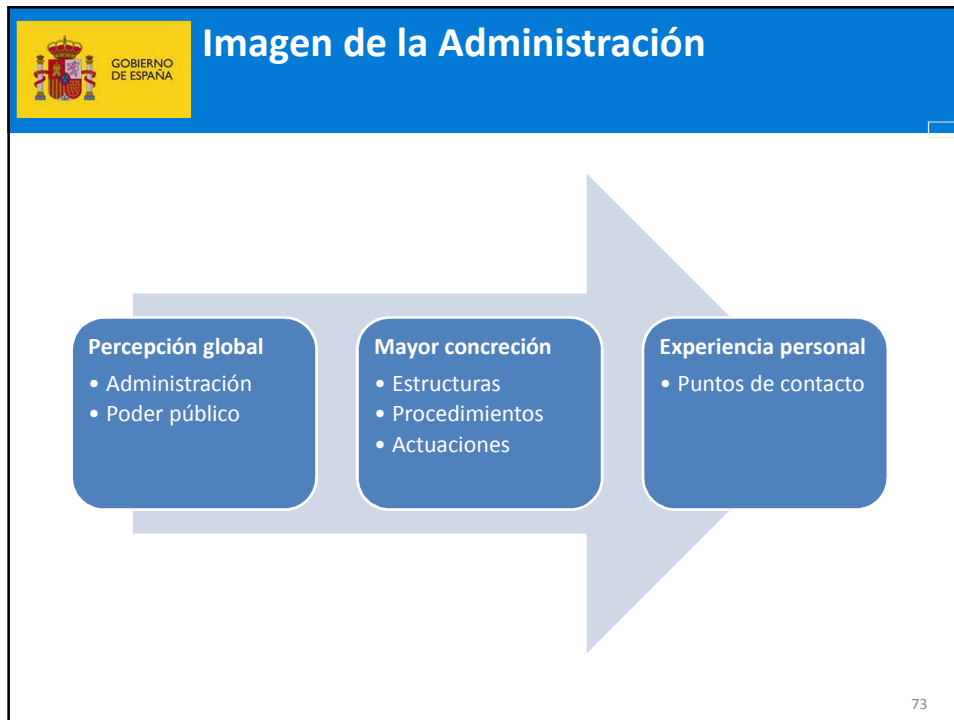 GOBIERNO
DE ESPAÑA
Imagen de la Administración
Percepción global
• Administración
• Poder público
Mayor concreción
• Estructuras
• Procedimientos
• Actuaciones
Experiencia personal
• Puntos de contacto
73